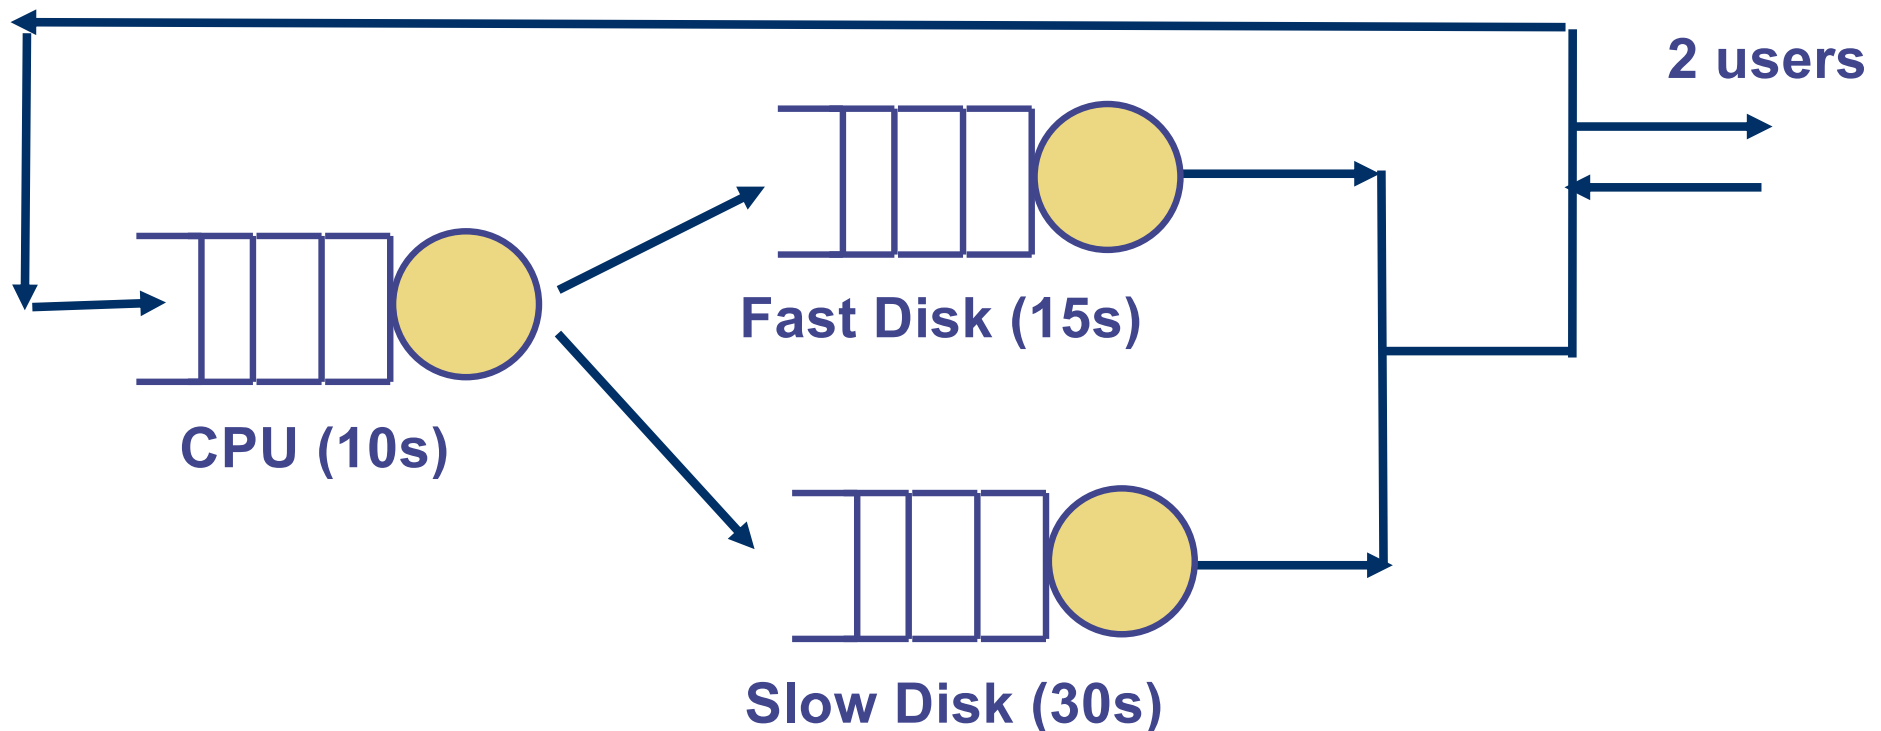 2 users
Fast Disk (15s)
CPU (10s)
Slow Disk (30s)